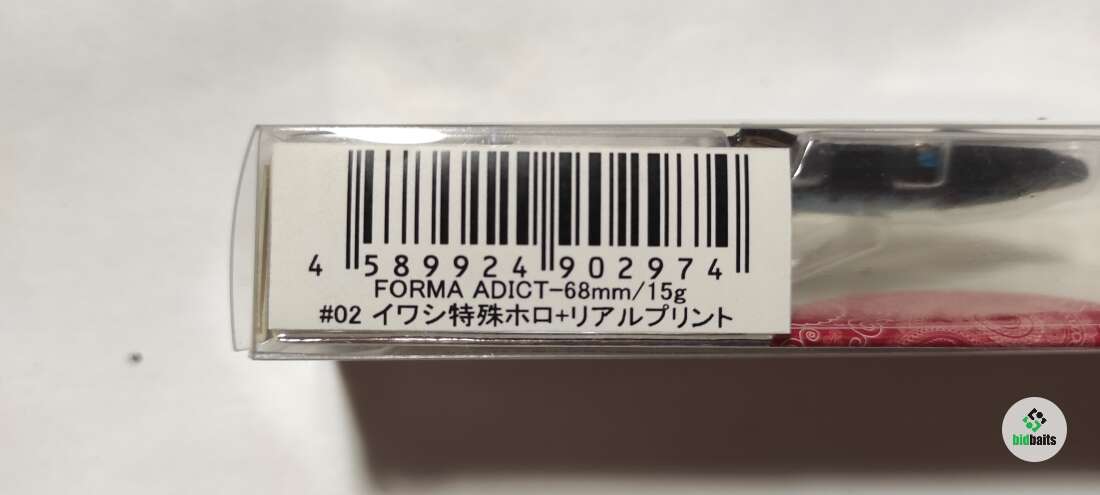 4 589924 902974
FORMA ADICT-68mm/15g
#02 イワシ特殊ホロ+リアルプリント
bidbaits